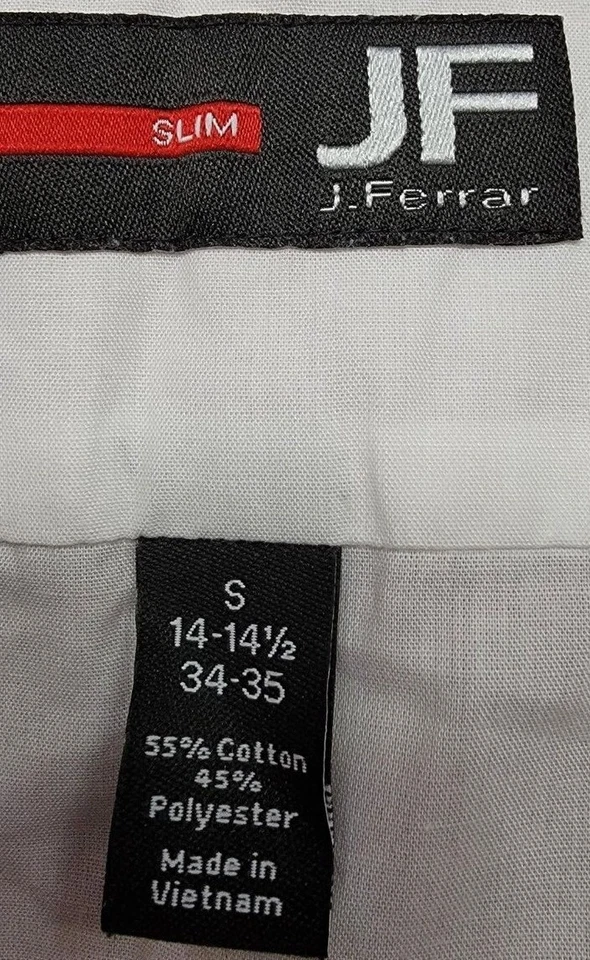 SLIM
JF
J.Ferrar
S
14-14½
34-35
55% Cotton
45%
Polyester
Made in
Vietnam